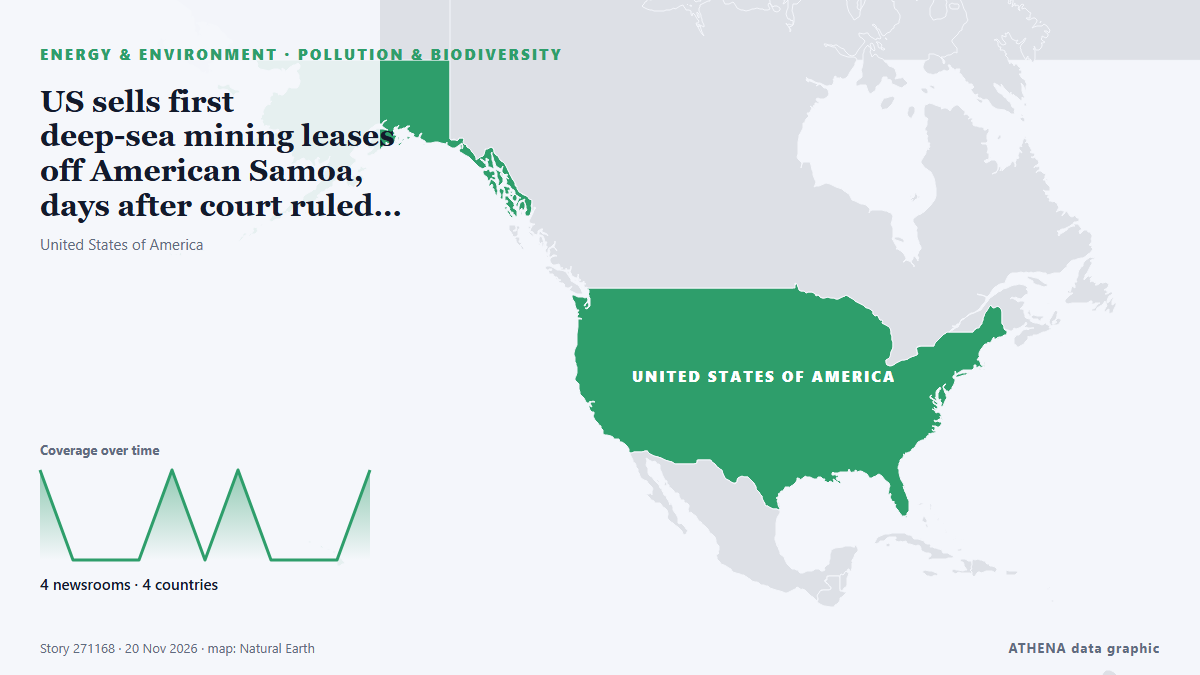 ENERGY & ENVIRONMENT · POLLUTION & BIODIVERSITY
US sells first
deep-sea mining leases
off American Samoa,
days after court ruled…
United States of America
UNITED STATES OF AMERICA
Coverage over time
4 newsrooms · 4 countries
Story 271168 · 20 Nov 2026 · map: Natural Earth
ATHENA data graphic